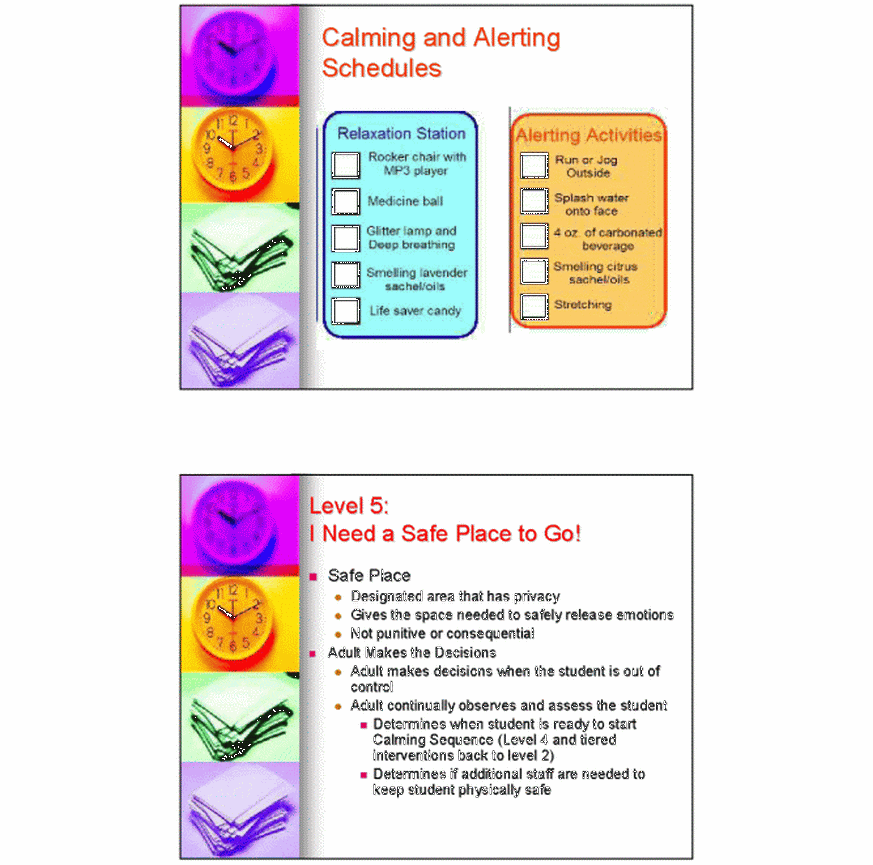 Calming and Alerting
Schedules
Relaxation Station
Rocker chair with
MP3 player
Medicine ball
Glitter lamp and
Deep breathing
Smelling lavender
sachel/oils
Life saver candy
Alerting Activities
Run or Jog
Outside
Splash water
onto face
4 oz. of carbonated
beverage
Smelling citrus
sachel/oils
Stretching
Level 5:
I Need a Safe Place to Go!
Safe Place
Designated area that has privacy
Gives the space needed to safely release emotions
Not punitive or consequential
Adult Makes the Decisions
Adult makes decisions when the student is out of
control
Adult continually observes and assess the student
Determines when student is ready to start
Calming Sequence (Level 4 and tiered
interventions back to level 2)
Determines if additional staff are needed to
keep student physically safe